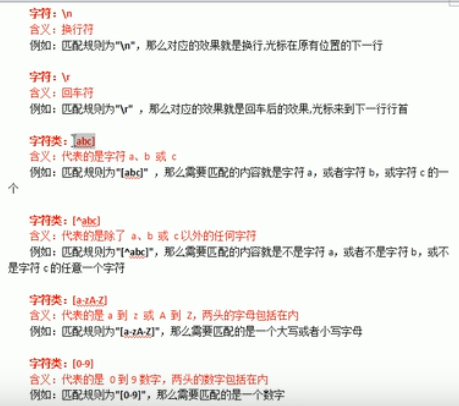 字符：\n
含义：换行符
例如：匹配规则为"\n"，那么对应的效果就是换行,光标在原有位置的下一行
字符：\r
含义：回车符
例如：匹配规则为"\r" ，那么对应的效果就是回车后的效果,光标来到下一行行首
字符类：[abc]
含义：代表的是字符 a、b 或 c
例如：匹配规则为"[abc]" ，那么需要匹配的内容就是字符 a，或者字符 b，或字符 c 的一
个
字符类：[^abc]
含义：代表的是除了 a、b 或 c 以外的任何字符
例如：匹配规则为"[^abc]"，那么需要匹配的内容就是不是字符 a，或者不是字符 b，或不
是字符 c 的任意一个字符
字符类：[a-zA-Z]
含义：代表的是 a 到 z 或 A 到 Z，两头的字母包括在内
例如：匹配规则为"[a-zA-Z]"，那么需要匹配的是一个大写或者小写字母
字符类：[0-9]
含义：代表的是 0 到 9 数字，两头的数字包括在内
例如：匹配规则为"[0-9]"，那么需要匹配的是一个数字